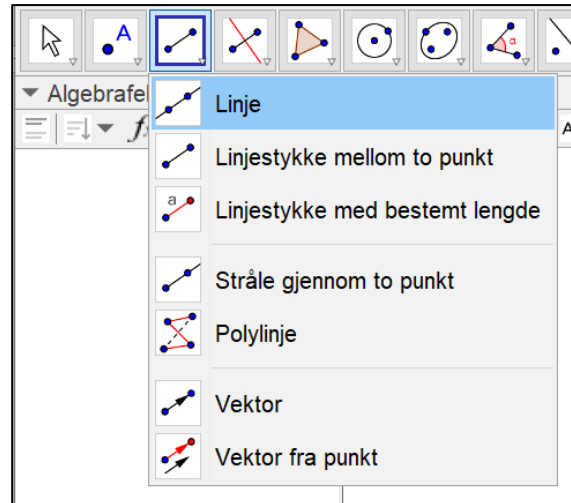 A
α
Algebrafel
Linje
Linjestykke mellom to punkt
a
Linjestykke med bestemt lengde
Stråle gjennom to punkt
Polylinje
Vektor
Vektor fra punkt